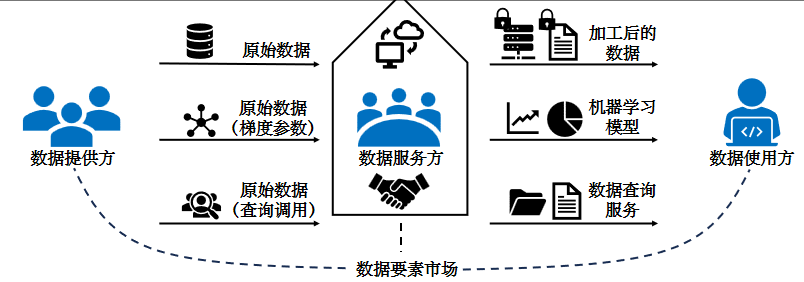 原始数据
加工后的
数据
原始数据
(梯度参数)
机器学习
模型
数据提供方
数据服务方
数据使用方
原始数据
(查询调用)
数据查询
服务
数据要素市场